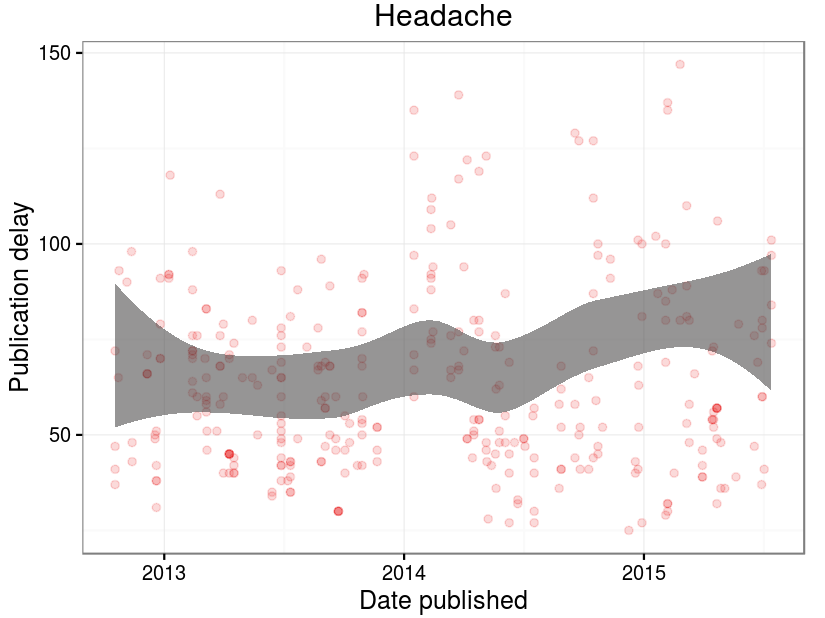 Headache
150
100
50
Publication delay
2013 2014 2015
Date published